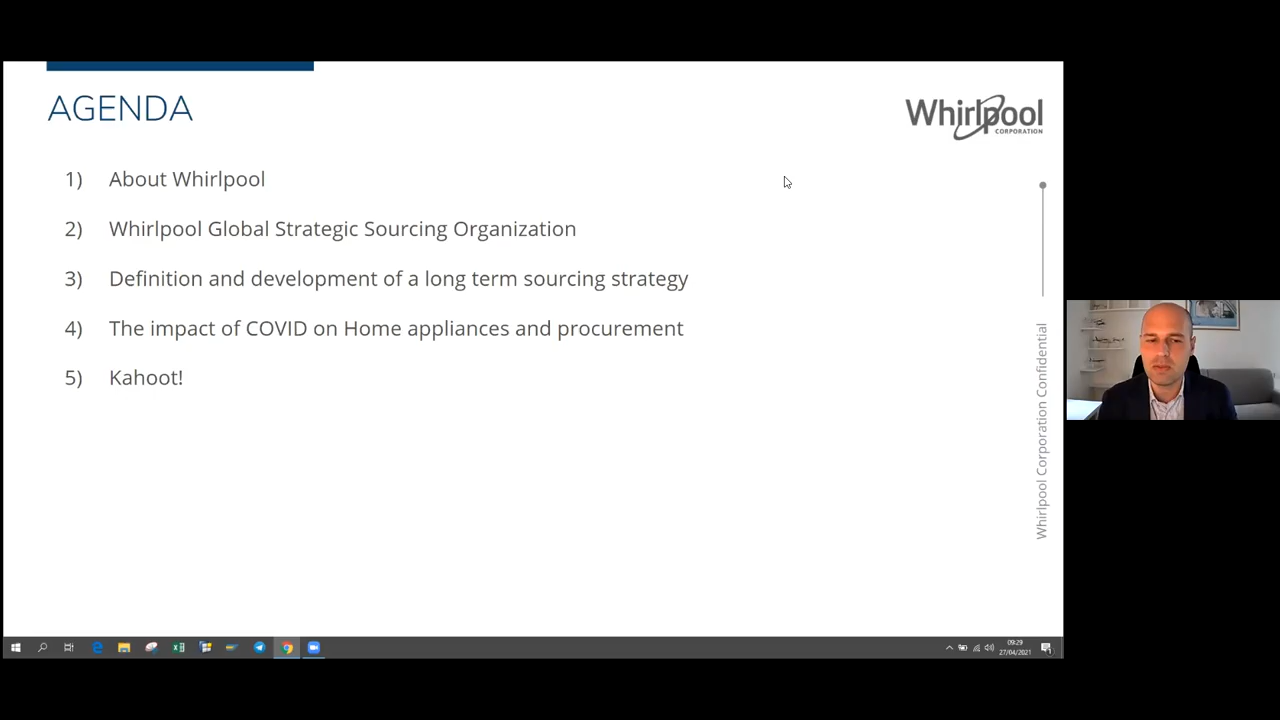 AGENDA
Whirlpool
CORPORATION
1) About Whirlpool
2) Whirlpool Global Strategic Sourcing Organization
3) Definition and development of a long term sourcing strategy
4) The impact of COVID on Home appliances and procurement
5) Kahoot!
Whirlpool Corporation Confidential
09:29
27/04/2021